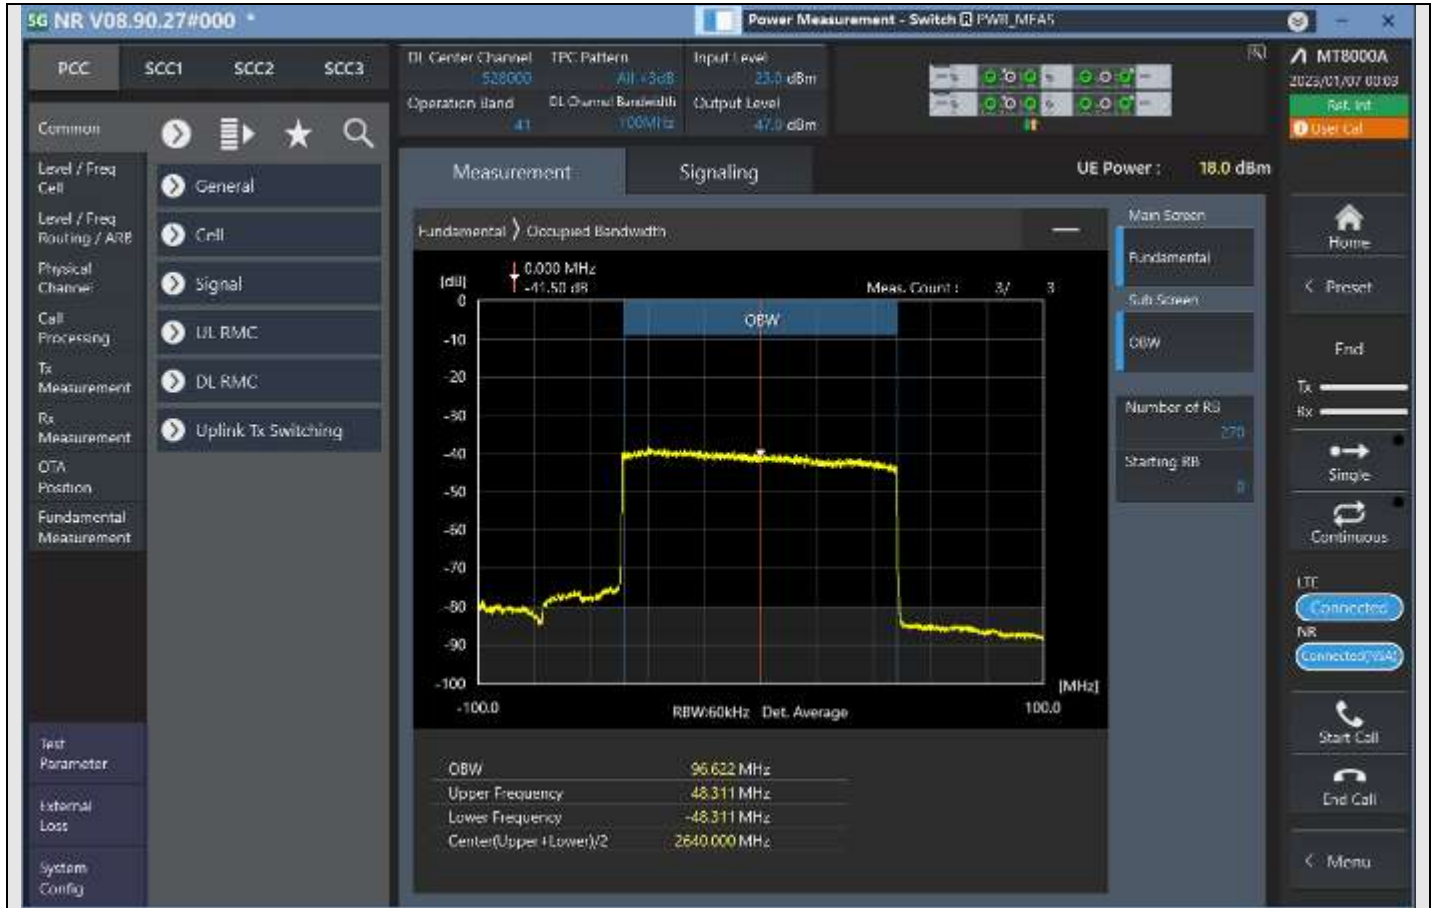 5G NR V08.90.27#000 *
Power Measurement - Switch R PWR_MEAS
PCC SCC1 SCC2 SCC3
DL Center Channel
528000
TPC Pattern
All +3dB
Input Level
23.0 dBm
Operation Band
41
DL Channel Bandwidth
100MHz
Output Level
-47.0 dBm
MT8000A
2023/01/07 00:03
Ref. Int
User Cal
Common
Level / Freq
Cell
Level / Freq
Routing / ARB
Physical
Channel
Call
Processing
Tx
Measurement
Rx
Measurement
OTA
Position
Fundamental
Measurement
Test
Parameter
External
Loss
System
Config
General
Cell
Signal
UL RMC
DL RMC
Uplink Tx Switching
Measurement Signaling
UE Power : 18.0 dBm
Fundamental > Occupied Bandwidth
[dB]
0.000 MHz
-41.50 dB
Meas. Count : 3/ 3
OBW
0
-10
-20
-30
-40
-50
-60
-70
-80
-90
-100
[MHz]
-100.0
RBW:60kHz Det. Average
100.0
OBW 96.622 MHz
Upper Frequency 48.311 MHz
Lower Frequency -48.311 MHz
Center(Upper+Lower)/2 2640.000 MHz
Main Screen
Fundamental
Sub Screen
OBW
Number of RB
270
Starting RB
0
Home
< Preset
End
Tx
Rx
Single
Continuous
LTE
Connected
NR
Connected(NSA)
Start Call
End Call
< Menu